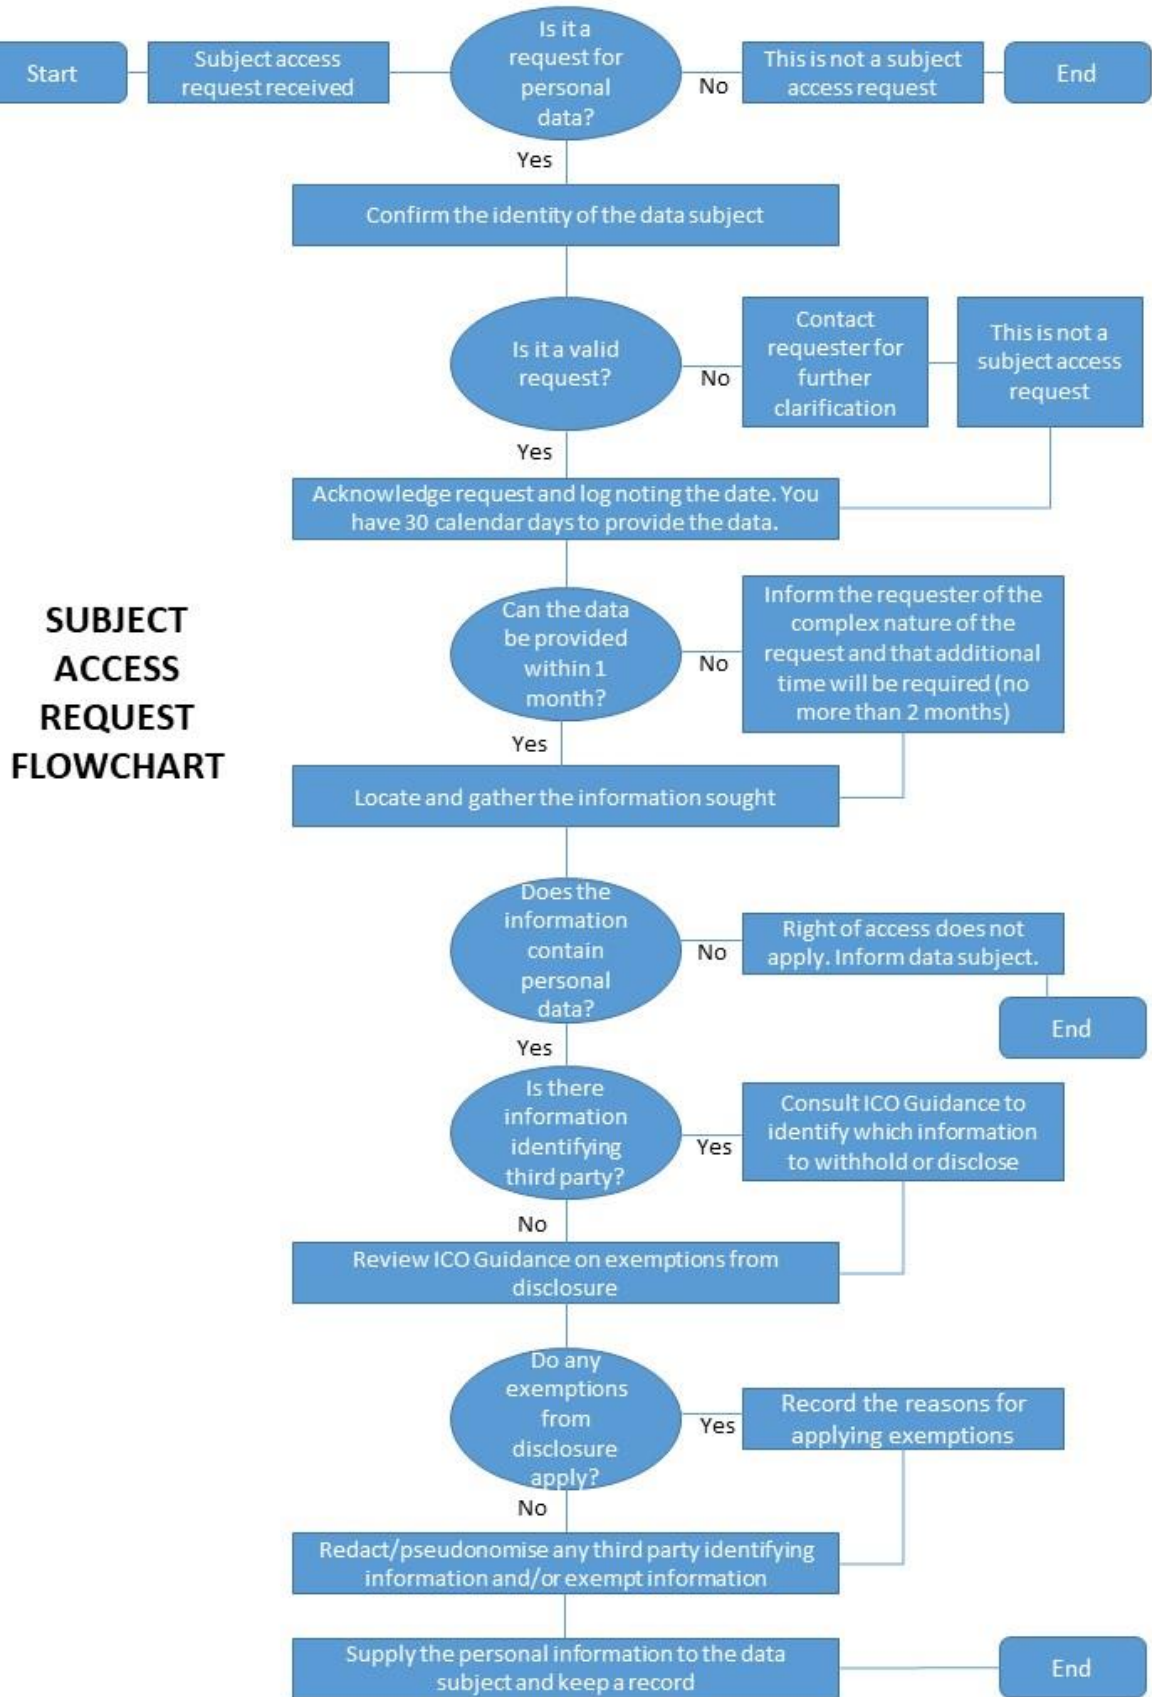 Start
Subject access
request received
Is it a
request for
personal
data?
No
This is not a subject
access request
End
Yes
Confirm the identity of the data subject
Is it a valid
request?
No
Contact
requester for
further
clarification
This is not a
subject access
request
Yes
Acknowledge request and log noting the date. You
have 30 calendar days to provide the data.
SUBJECT
ACCESS
REQUEST
FLOWCHART
Can the data
be provided
within 1
month?
No
Inform the requester of the
complex nature of the
request and that additional
time will be required (no
more than 2 months)
Yes
Locate and gather the information sought
Does the
information
contain
personal
data?
No
Right of access does not
apply. Inform data subject.
End
Yes
Is there
information
identifying
third party?
Yes
Consult ICO Guidance to
identify which information
to withhold or disclose
No
Review ICO Guidance on exemptions from
disclosure
Do any
exemptions
from
disclosure
apply?
Yes
Record the reasons for
applying exemptions
No
Redact/pseudonomise any third party identifying
information and/or exempt information
Supply the personal information to the data
subject and keep a record
End